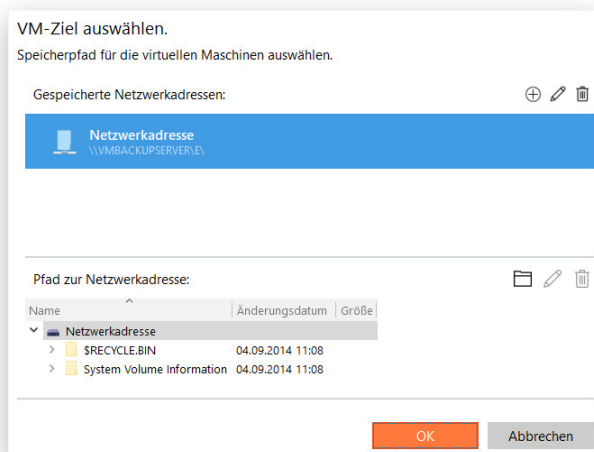 VM-Ziel auswählen.
Speicherpfad für die virtuellen Maschinen auswählen.
Gespeicherte Netzwerkadressen:
Netzwerkadresse
\\VMBACKUPSERVER\E\
Pfad zur Netzwerkadresse:
Name Änderungsdatum Größe
Netzwerkadresse
$RECYCLE.BIN 04.09.2014 11:08
System Volume Information 04.09.2014 11:08
OK Abbrechen